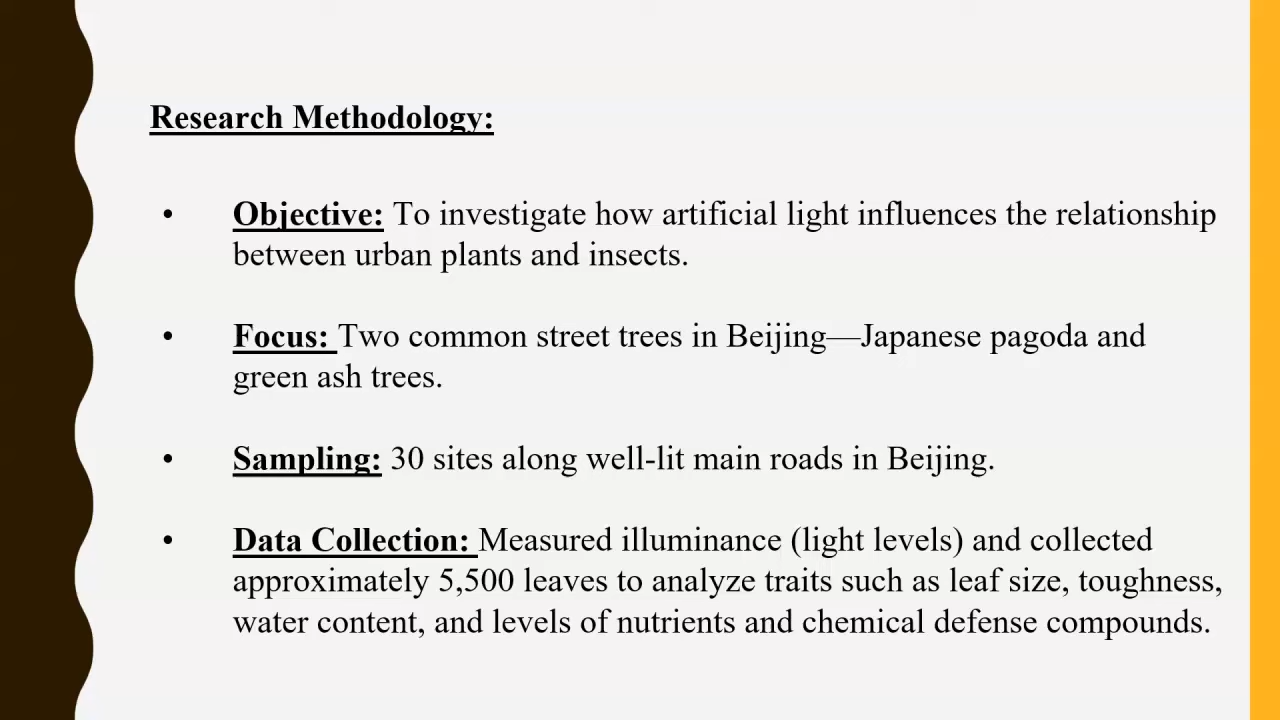 Research Methodology:
• Objective: To investigate how artificial light influences the relationship
between urban plants and insects.
• Focus: Two common street trees in Beijing—Japanese pagoda and
green ash trees.
• Sampling: 30 sites along well-lit main roads in Beijing.
• Data Collection: Measured illuminance (light levels) and collected
approximately 5,500 leaves to analyze traits such as leaf size, toughness,
water content, and levels of nutrients and chemical defense compounds.